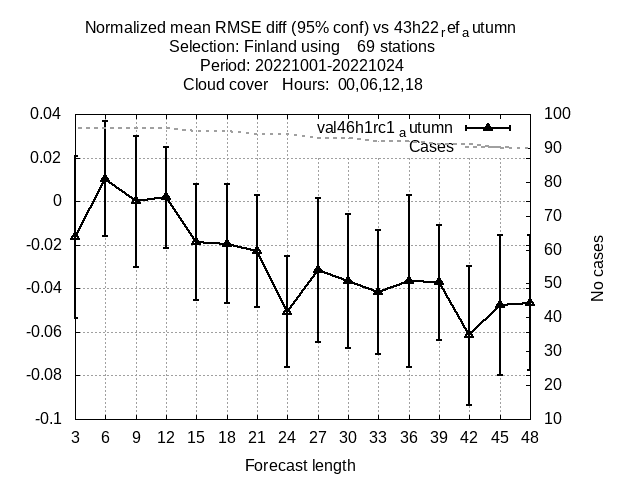 Normalized mean RMSE diff (95% conf) vs 43h22refautumn
Selection: Finland using    69 stations
Period: 20221001-20221024
Cloud cover   Hours:  00,06,12,18
val46h1rc1autumn
Cases
0.04
0.02
0
-0.02
-0.04
-0.06
-0.08
-0.1
100
90
80
70
60
50
40
30
20
10
No cases
3 6 9 12 15 18 21 24 27 30 33 36 39 42 45 48
Forecast length